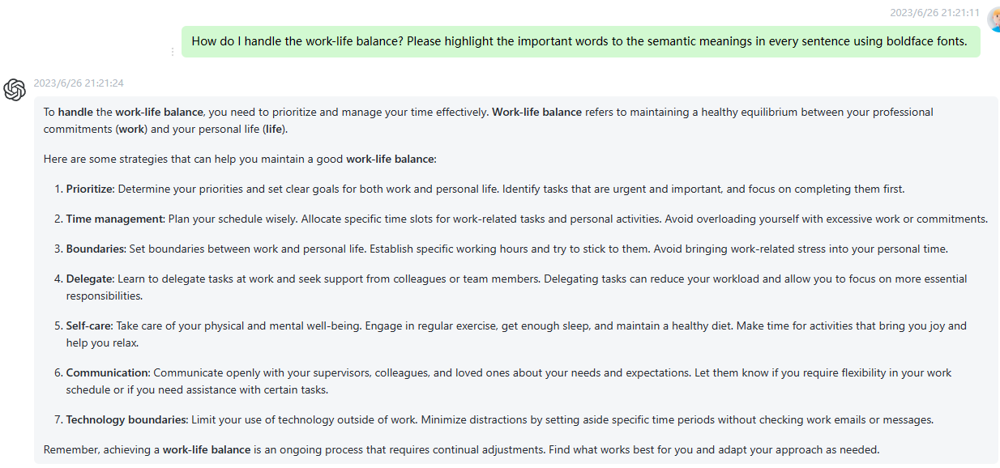 2023/6/26 21:21:11
How do I handle the work-life balance? Please highlight the important words to the semantic meanings in every sentence using boldface fonts.
2023/6/26 21:21:24
To handle the work-life balance, you need to prioritize and manage your time effectively. Work-life balance refers to maintaining a healthy equilibrium between your professional
commitments (work) and your personal life (life).
Here are some strategies that can help you maintain a good work-life balance:
1. Prioritize: Determine your priorities and set clear goals for both work and personal life. Identify tasks that are urgent and important, and focus on completing them first.
2. Time management: Plan your schedule wisely. Allocate specific time slots for work-related tasks and personal activities. Avoid overloading yourself with excessive work or commitments.
3. Boundaries: Set boundaries between work and personal life. Establish specific working hours and try to stick to them. Avoid bringing work-related stress into your personal time.
4. Delegate: Learn to delegate tasks at work and seek support from colleagues or team members. Delegating tasks can reduce your workload and allow you to focus on more essential
responsibilities.
5. Self-care: Take care of your physical and mental well-being. Engage in regular exercise, get enough sleep, and maintain a healthy diet. Make time for activities that bring you joy and
help you relax.
6. Communication: Communicate openly with your supervisors, colleagues, and loved ones about your needs and expectations. Let them know if you require flexibility in your work
schedule or if you need assistance with certain tasks.
7. Technology boundaries: Limit your use of technology outside of work. Minimize distractions by setting aside specific time periods without checking work emails or messages.
Remember, achieving a work-life balance is an ongoing process that requires continual adjustments. Find what works best for you and adapt your approach as needed.